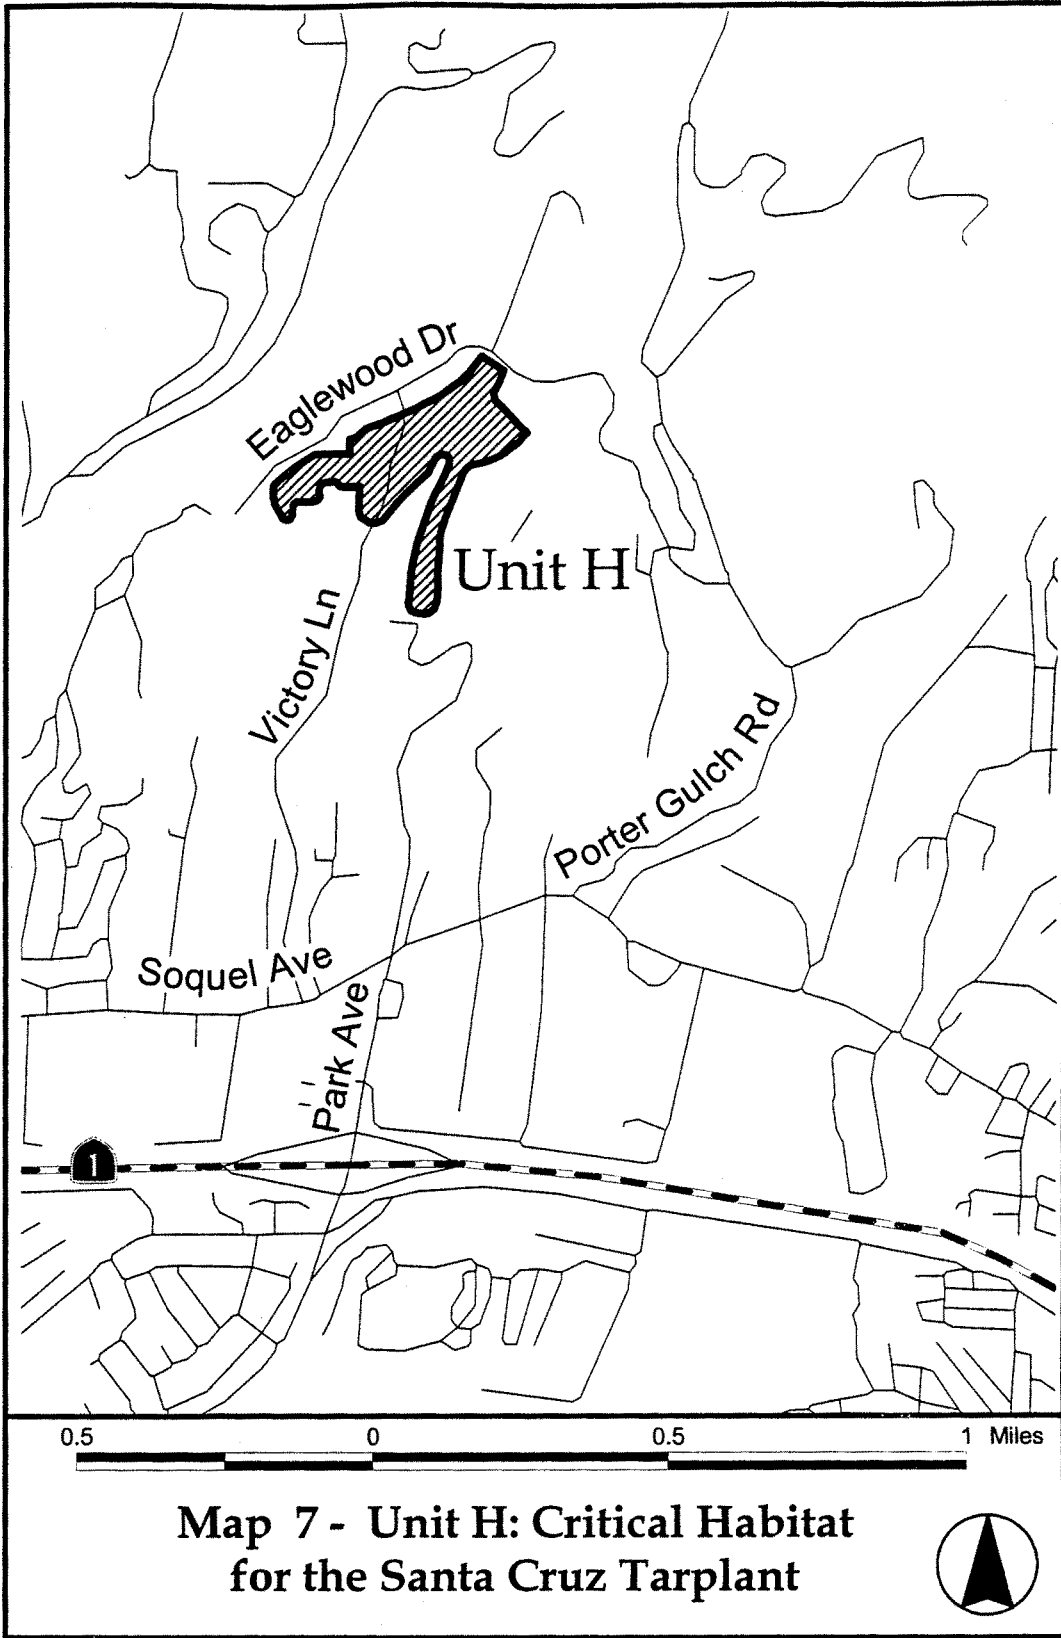 Eaglewood Dr
Unit H
Victory Ln
Porter Gulch Rd
Soquel Ave
Park Ave
1
0.5 0 0.5 1 Miles
Map 7 - Unit H: Critical Habitat
for the Santa Cruz Tarplant